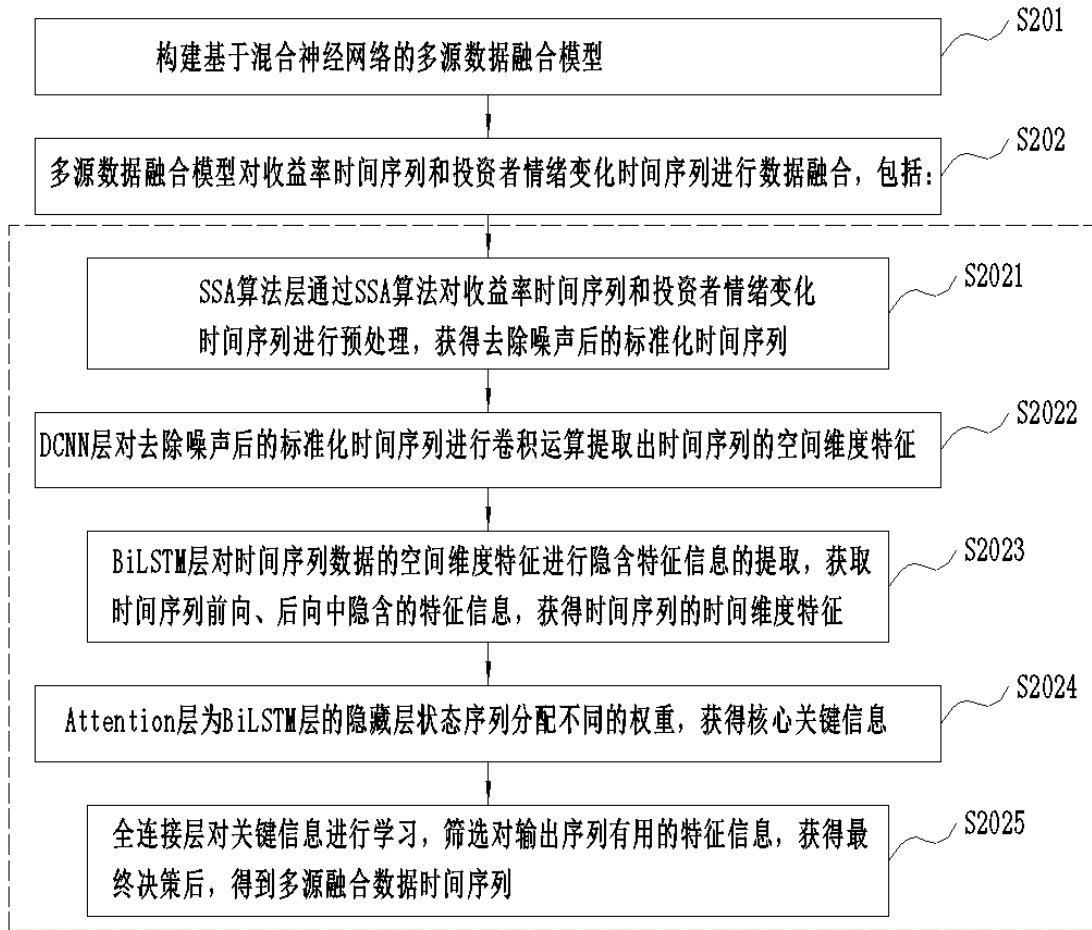 S201
构建基于混合神经网络的多源数据融合模型
S202
多源数据融合模型对收益率时间序列和投资者情绪变化时间序列进行数据融合，包括：
S2021
SSA算法层通过SSA算法对收益率时间序列和投资者情绪变化
时间序列进行预处理，获得去除噪声后的标准化时间序列
S2022
DCNN层对去除噪声后的标准化时间序列进行卷积运算提取出时间序列的空间维度特征
S2023
BiLSTM层对时间序列数据的空间维度特征进行隐含特征信息的提取，获取
时间序列前向、后向中隐含的特征信息，获得时间序列的时间维度特征
S2024
Attention层为BiLSTM层的隐藏层状态序列分配不同的权重，获得核心关键信息
S2025
全连接层对关键信息进行学习，筛选对输出序列有用的特征信息，获得最
终决策后，得到多源融合数据时间序列